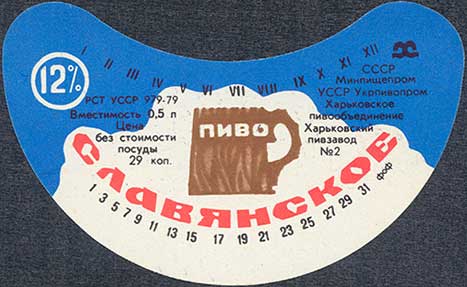 I II III IV V VI VII VIII IX X XI XII
12%
РСТ УССР 979-79
Вместимость 0,5 л
Цена
без стоимости
посуды
29 коп.
ПИВО
СССР
Минпищепром
УССР Укрпивопром
Харьковское
пивообъединение
Харьковский
пивзавод
№2
СЛАВЯНСКОЕ
1 3 5 7 9 11 13 15 17 19 21 23 25 27 29 31 фоф